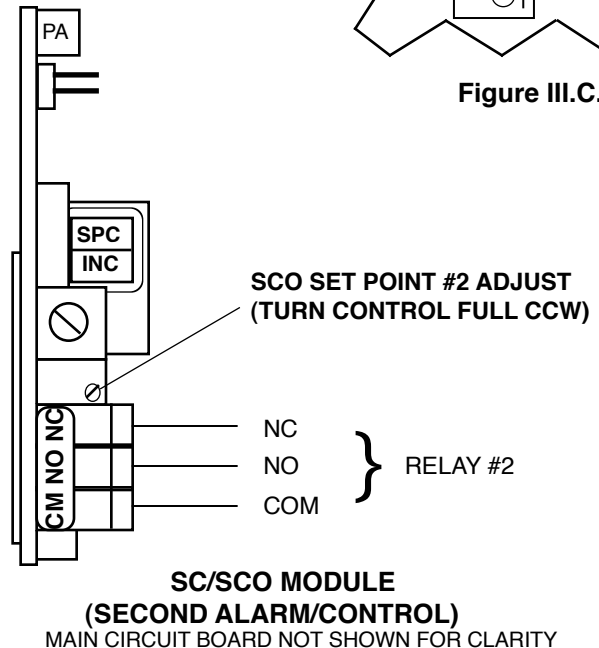 PA
Figure III.C.
SPC
INC
SCO SET POINT #2 ADJUST
(TURN CONTROL FULL CCW)
CM NO NC
NC
NO
COM
RELAY #2
SC/SCO MODULE
(SECOND ALARM/CONTROL)
MAIN CIRCUIT BOARD NOT SHOWN FOR CLARITY